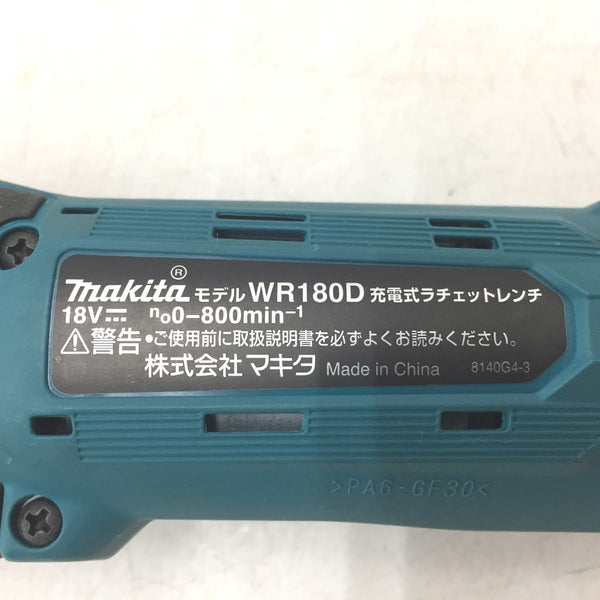 makita® モデル WR180D 充電式ラチェットレンチ
18V⎓ n₀0-800min⁻¹
⚠警告・ご使用前に取扱説明書を必ずよくお読みください。
株式会社 マキタ Made in China 8140G4-3
>PA6-GF30<